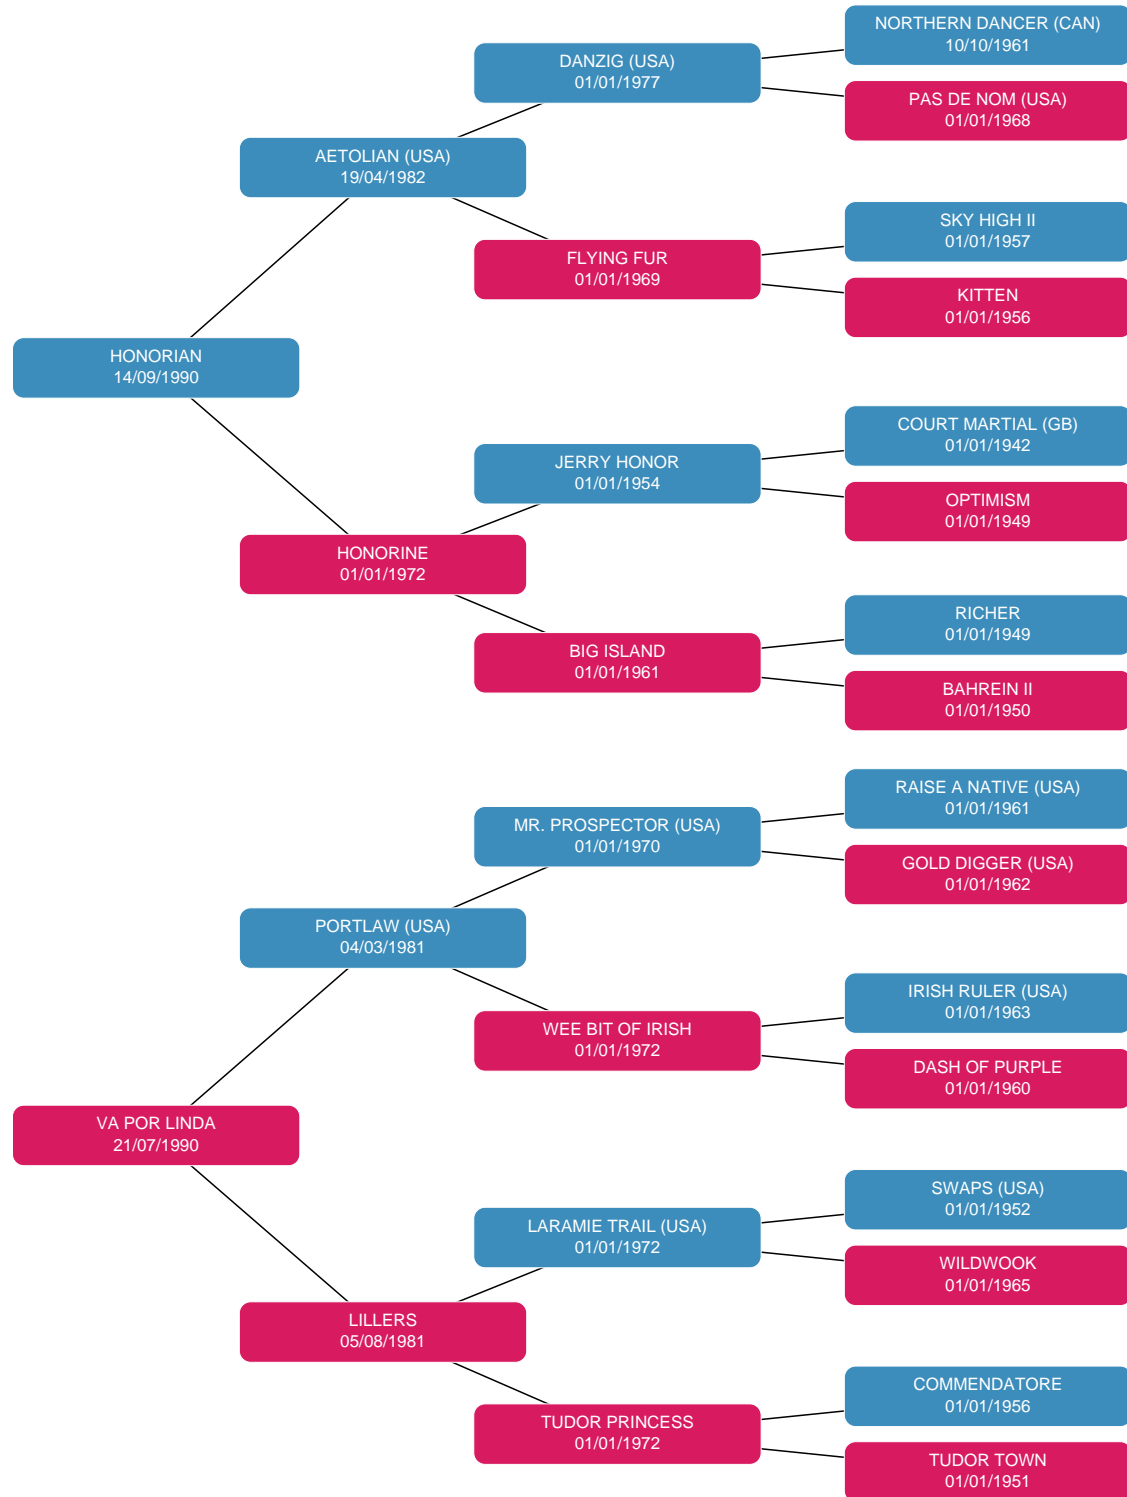 NORTHERN DANCER (CAN)
10/10/1961
DANZIG (USA)
01/01/1977
PAS DE NOM (USA)
01/01/1968
AETOLIAN (USA)
19/04/1982
SKY HIGH II
01/01/1957
FLYING FUR
01/01/1969
KITTEN
01/01/1956
HONORIAN
14/09/1990
COURT MARTIAL (GB)
01/01/1942
JERRY HONOR
01/01/1954
OPTIMISM
01/01/1949
HONORINE
01/01/1972
RICHER
01/01/1949
BIG ISLAND
01/01/1961
BAHREIN II
01/01/1950
RAISE A NATIVE (USA)
01/01/1961
MR. PROSPECTOR (USA)
01/01/1970
GOLD DIGGER (USA)
01/01/1962
PORTLAW (USA)
04/03/1981
IRISH RULER (USA)
01/01/1963
WEE BIT OF IRISH
01/01/1972
DASH OF PURPLE
01/01/1960
VA POR LINDA
21/07/1990
SWAPS (USA)
01/01/1952
LARAMIE TRAIL (USA)
01/01/1972
WILDWOOK
01/01/1965
LILLERS
05/08/1981
COMMENDATORE
01/01/1956
TUDOR PRINCESS
01/01/1972
TUDOR TOWN
01/01/1951